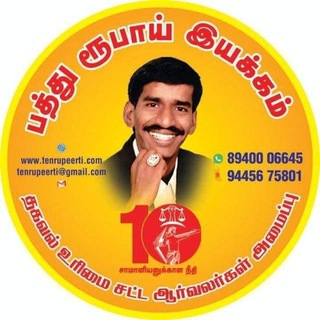 பத்து ரூபாய் இயக்கம்
www.tenrupeerti.com
tenrupeerti@gmail.com
89400 06645
94456 75801
10
சாமானியனுக்கான நீதி
தகவல் உரிமை சட்ட ஆர்வலர்கள் அமைப்பு